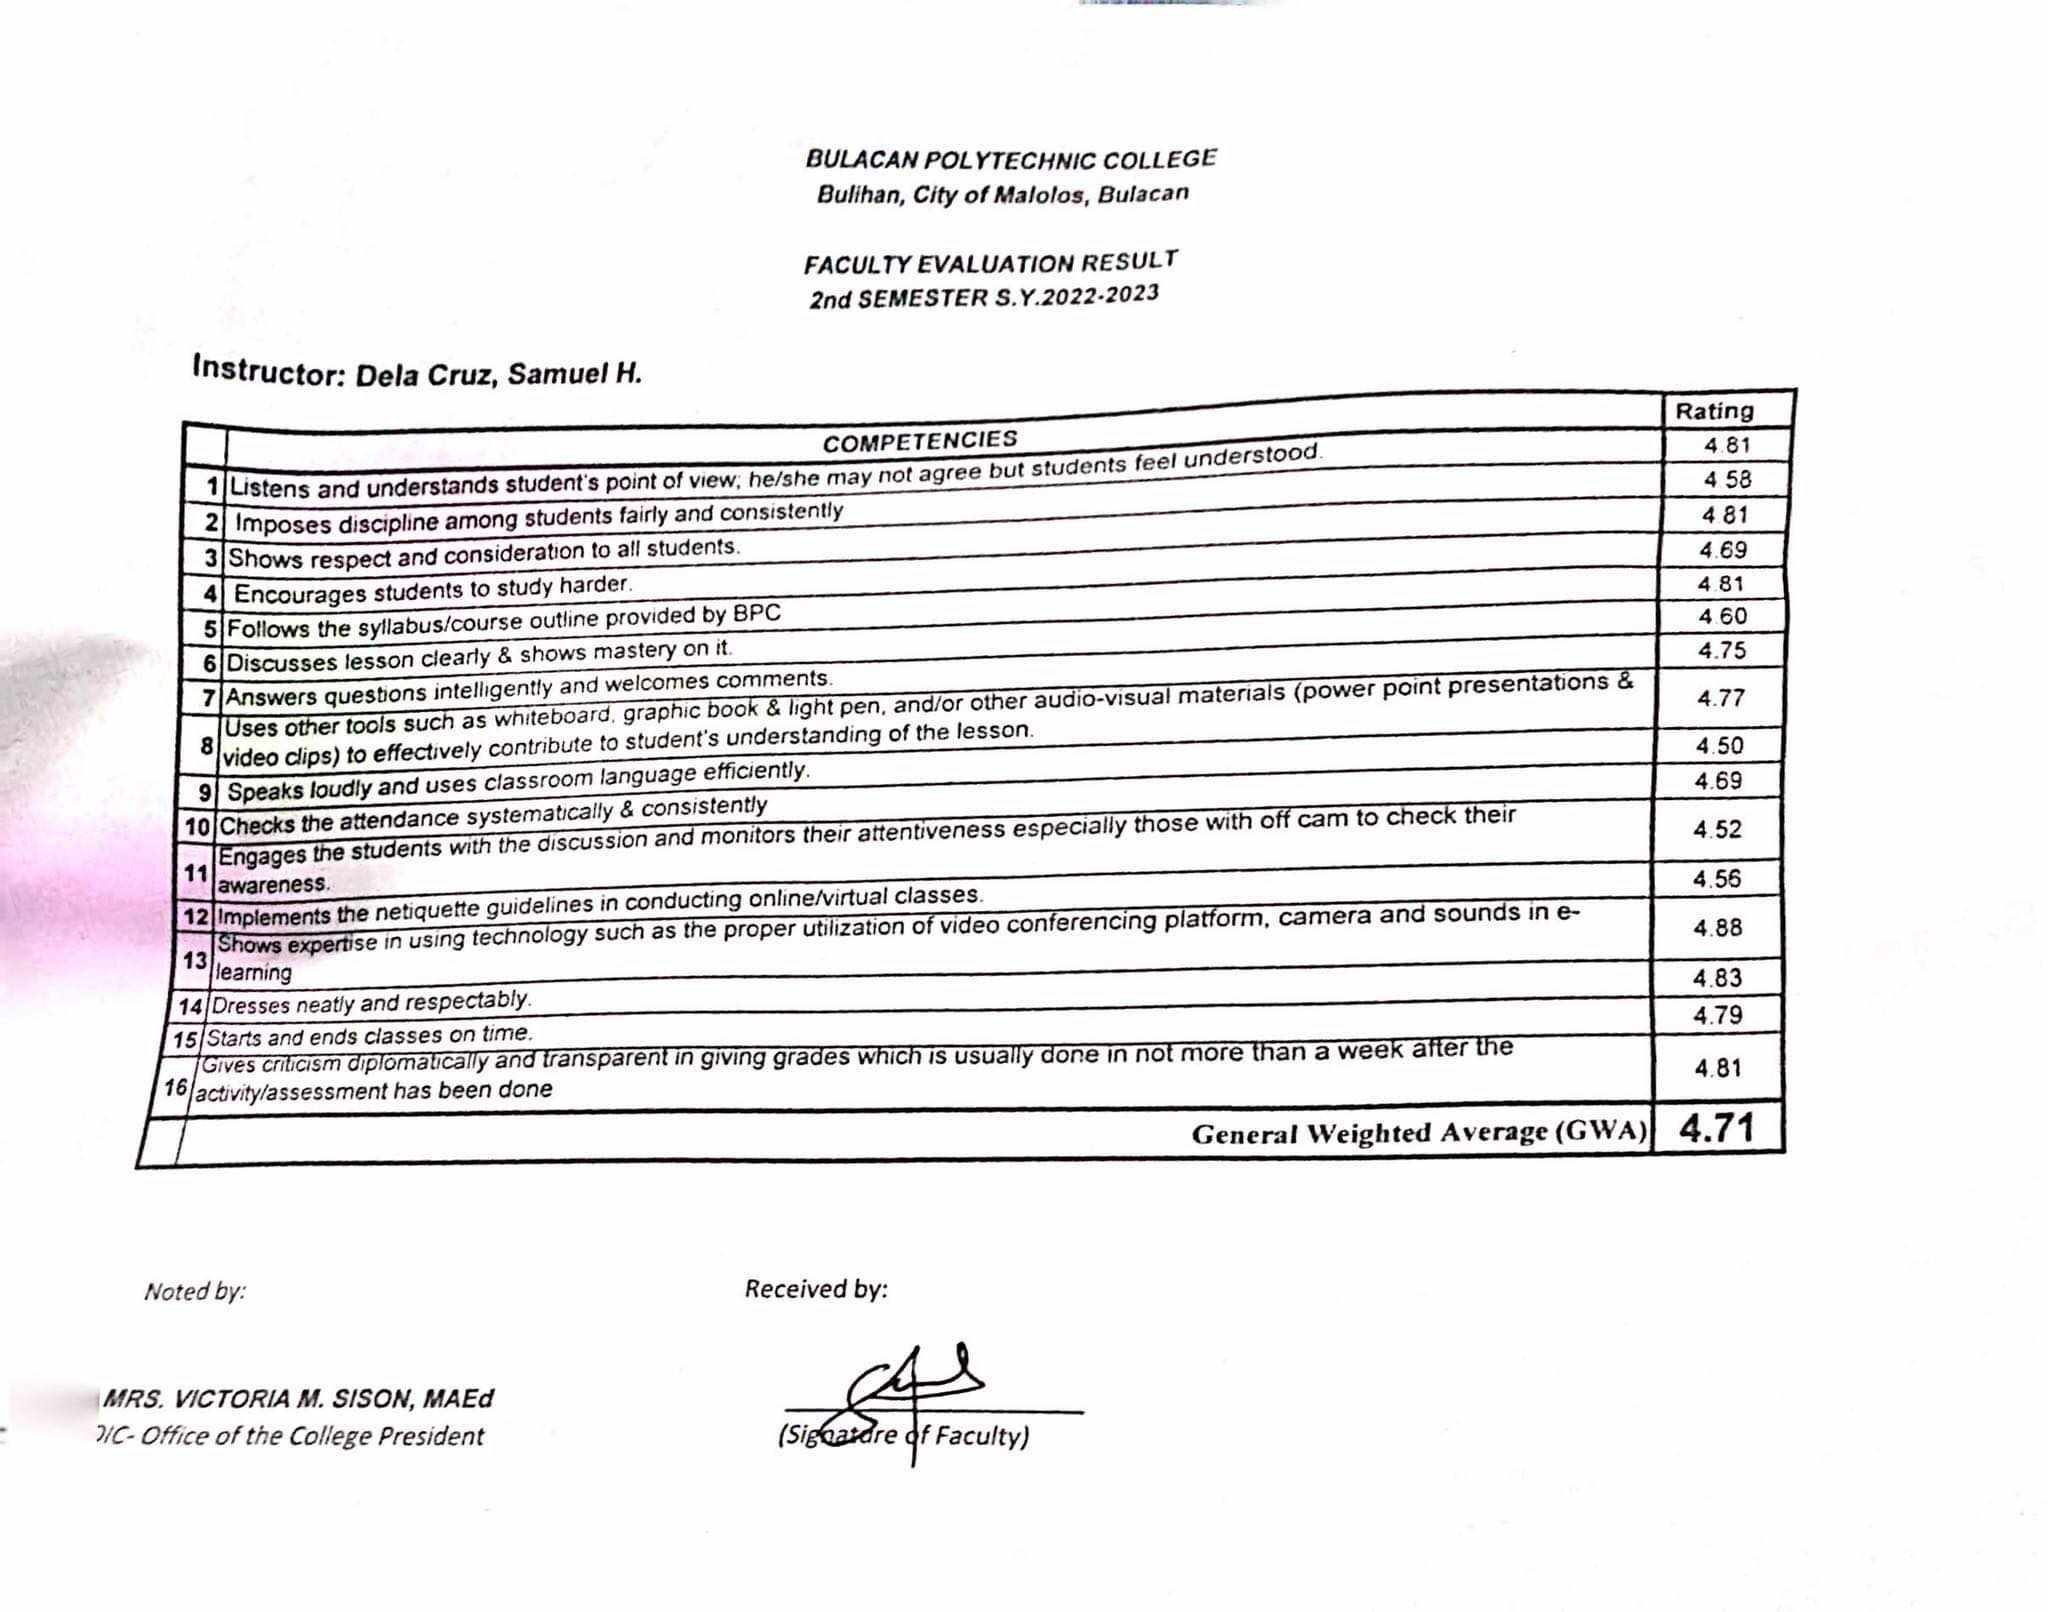 BULACAN POLYTECHNIC COLLEGE
Bulihan, City of Malolos, Bulacan
FACULTY EVALUATION RESULT
2nd SEMESTER S.Y.2022-2023
Instructor: Dela Cruz, Samuel H.
COMPETENCIES Rating
1 Listens and understands student's point of view; he/she may not agree but students feel understood. 4.81
2 Imposes discipline among students fairly and consistently 4.58
3 Shows respect and consideration to all students. 4.81
4 Encourages students to study harder. 4.69
5 Follows the syllabus/course outline provided by BPC 4.81
6 Discusses lesson clearly & shows mastery on it. 4.60
7 Answers questions intelligently and welcomes comments. 4.75
8 Uses other tools such as whiteboard, graphic book & light pen, and/or other audio-visual materials (power point presentations &
video clips) to effectively contribute to student's understanding of the lesson. 4.77
9 Speaks loudly and uses classroom language efficiently. 4.50
10 Checks the attendance systematically & consistently 4.69
11 Engages the students with the discussion and monitors their attentiveness especially those with off cam to check their
awareness. 4.52
12 Implements the netiquette guidelines in conducting online/virtual classes. 4.56
13 Shows expertise in using technology such as the proper utilization of video conferencing platform, camera and sounds in e-
learning 4.88
14 Dresses neatly and respectably. 4.83
15 Starts and ends classes on time. 4.79
16 Gives criticism diplomatically and transparent in giving grades which is usually done in not more than a week after the
activity/assessment has been done 4.81
General Weighted Average (GWA) 4.71
Noted by: Received by:
MRS. VICTORIA M. SISON, MAEd
OIC- Office of the College President (Signature of Faculty)